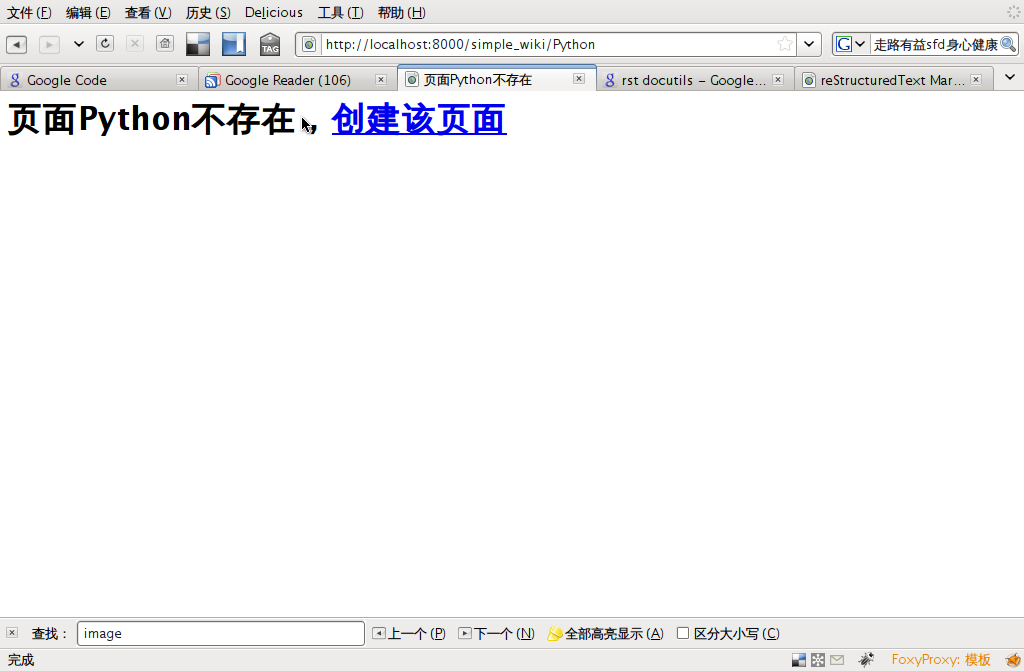 文件 (F) 编辑 (E) 查看 (V) 历史 (S) Delicious 工具 (T) 帮助 (H)
TAG http://localhost:8000/simple_wiki/Python G 走路有益sfd身心健康
Google Code Google Reader (106) 页面Python不存在 rst docutils – Google... reStructuredText Mar...
页面Python不存在，创建该页面
查找： image 上一个 (P) 下一个 (N) 全部高亮显示 (A) 区分大小写 (C)
完成 FoxyProxy: 模板